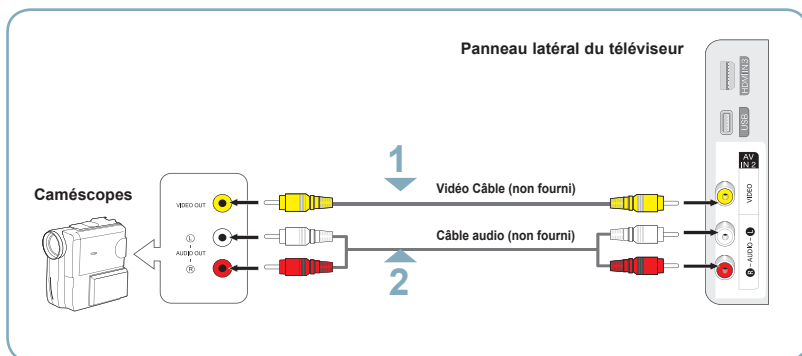 Panneau latéral du téléviseur
HDMI IN 3
USB
AV
IN 2
1
Vidéo Câble (non fourni)
VIDEO
Caméscopes
VIDEO OUT
Câble audio (non fourni)
L
AUDIO OUT
R
R – AUDIO – L
2